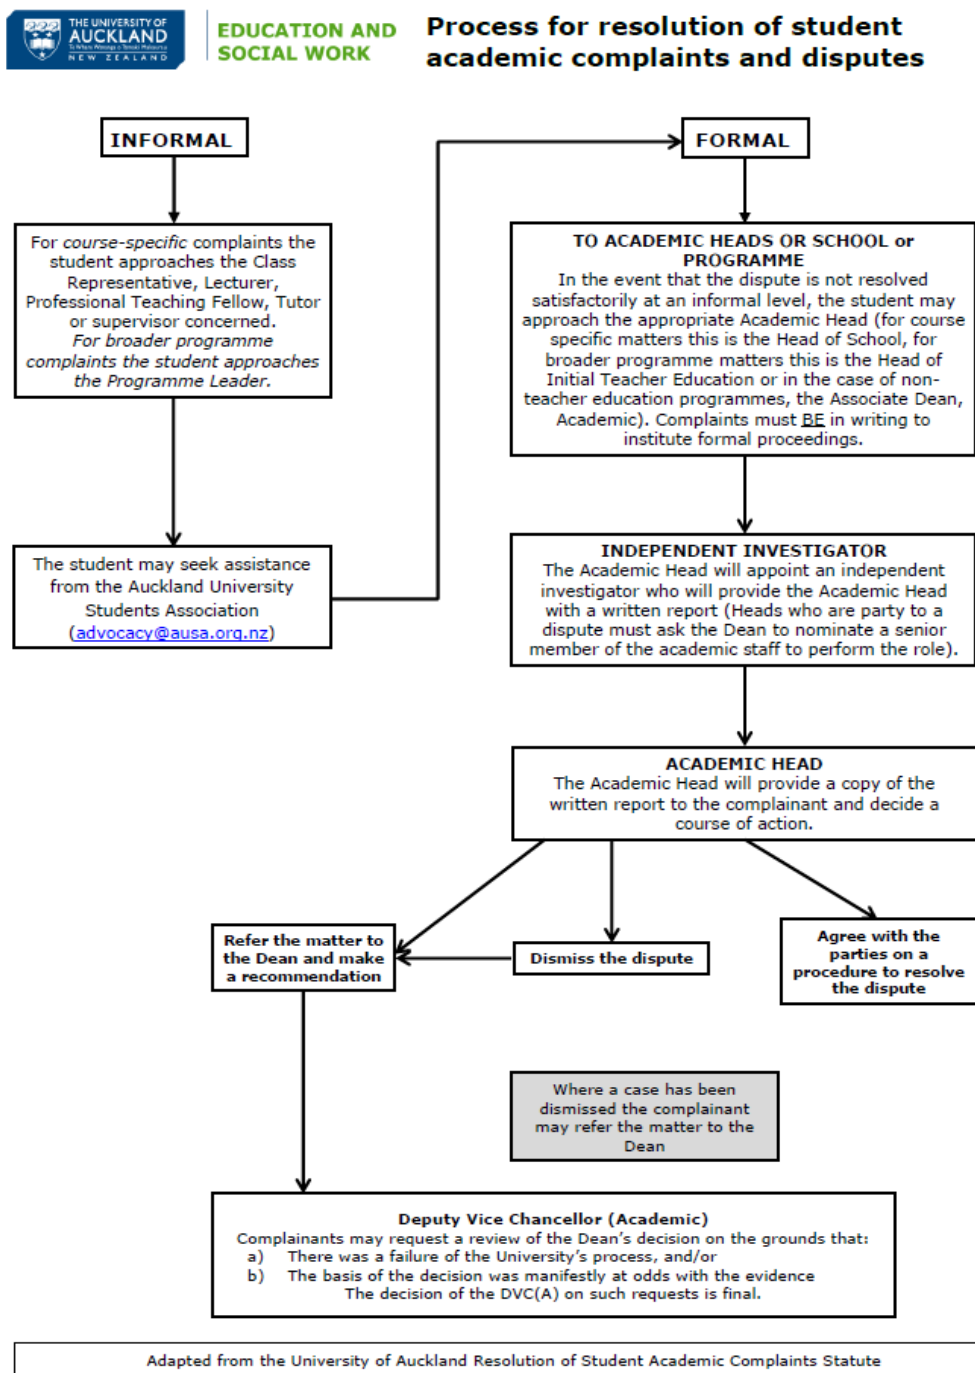 THE UNIVERSITY OF
AUCKLAND
Te Whare Wānanga o Tāmaki Makaurau
NEW ZEALAND
EDUCATION AND
SOCIAL WORK
Process for resolution of student
academic complaints and disputes
INFORMAL
For course-specific complaints the
student approaches the Class
Representative, Lecturer,
Professional Teaching Fellow, Tutor
or supervisor concerned.
For broader programme
complaints the student approaches
the Programme Leader.
The student may seek assistance
from the Auckland University
Students Association
(advocacy@ausa.org.nz)
FORMAL
TO ACADEMIC HEADS OR SCHOOL or
PROGRAMME
In the event that the dispute is not resolved
satisfactorily at an informal level, the student may
approach the appropriate Academic Head (for course
specific matters this is the Head of School, for
broader programme matters this is the Head of
Initial Teacher Education or in the case of non-
teacher education programmes, the Associate Dean,
Academic). Complaints must BE in writing to
institute formal proceedings.
INDEPENDENT INVESTIGATOR
The Academic Head will appoint an independent
investigator who will provide the Academic Head
with a written report (Heads who are party to a
dispute must ask the Dean to nominate a senior
member of the academic staff to perform the role).
ACADEMIC HEAD
The Academic Head will provide a copy of the
written report to the complainant and decide a
course of action.
Refer the matter to
the Dean and make
a recommendation
Dismiss the dispute
Agree with the
parties on a
procedure to resolve
the dispute
Where a case has been
dismissed the complainant
may refer the matter to the
Dean
Deputy Vice Chancellor (Academic)
Complainants may request a review of the Dean's decision on the grounds that:
a) There was a failure of the University's process, and/or
b) The basis of the decision was manifestly at odds with the evidence
The decision of the DVC(A) on such requests is final.
Adapted from the University of Auckland Resolution of Student Academic Complaints Statute